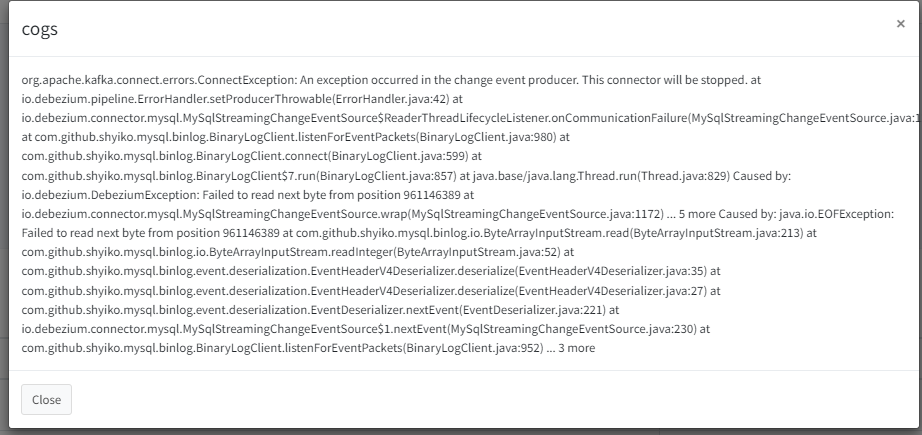 cogs
×
org.apache.kafka.connect.errors.ConnectException: An exception occurred in the change event producer. This connector will be stopped. at
io.debezium.pipeline.ErrorHandler.setProducerThrowable(ErrorHandler.java:42) at
io.debezium.connector.mysql.MySqlStreamingChangeEventSource$ReaderThreadLifecycleListener.onCommunicationFailure(MySqlStreamingChangeEventSource.java:1
at com.github.shyiko.mysql.binlog.BinaryLogClient.listenForEventPackets(BinaryLogClient.java:980) at
com.github.shyiko.mysql.binlog.BinaryLogClient.connect(BinaryLogClient.java:599) at
com.github.shyiko.mysql.binlog.BinaryLogClient$7.run(BinaryLogClient.java:857) at java.base/java.lang.Thread.run(Thread.java:829) Caused by:
io.debezium.DebeziumException: Failed to read next byte from position 961146389 at
io.debezium.connector.mysql.MySqlStreamingChangeEventSource.wrap(MySqlStreamingChangeEventSource.java:1172) ... 5 more Caused by: java.io.EOFException:
Failed to read next byte from position 961146389 at com.github.shyiko.mysql.binlog.io.ByteArrayInputStream.read(ByteArrayInputStream.java:213) at
com.github.shyiko.mysql.binlog.io.ByteArrayInputStream.readInteger(ByteArrayInputStream.java:52) at
com.github.shyiko.mysql.binlog.event.deserialization.EventHeaderV4Deserializer.deserialize(EventHeaderV4Deserializer.java:35) at
com.github.shyiko.mysql.binlog.event.deserialization.EventHeaderV4Deserializer.deserialize(EventHeaderV4Deserializer.java:27) at
com.github.shyiko.mysql.binlog.event.deserialization.EventDeserializer.nextEvent(EventDeserializer.java:221) at
io.debezium.connector.mysql.MySqlStreamingChangeEventSource$1.nextEvent(MySqlStreamingChangeEventSource.java:230) at
com.github.shyiko.mysql.binlog.BinaryLogClient.listenForEventPackets(BinaryLogClient.java:952) ... 3 more
Close